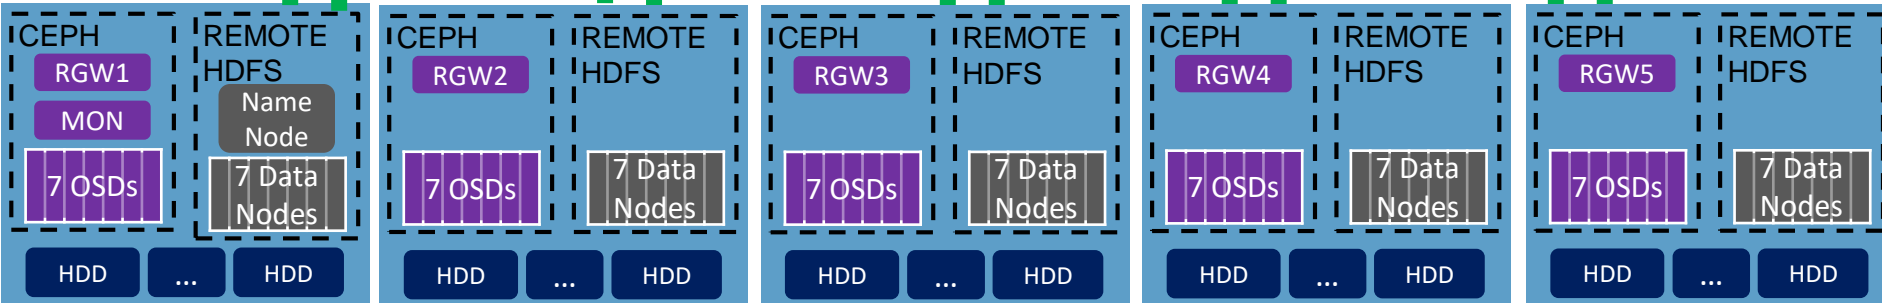 CEPH
RGW1
MON
7 OSDs
REMOTE
HDFS
Name
Node
7 Data
Nodes
HDD
...
HDD
CEPH
RGW2
7 OSDs
REMOTE
HDFS
7 Data
Nodes
HDD
...
HDD
CEPH
RGW3
7 OSDs
REMOTE
HDFS
7 Data
Nodes
HDD
...
HDD
CEPH
RGW4
7 OSDs
REMOTE
HDFS
7 Data
Nodes
HDD
...
HDD
CEPH
RGW5
7 OSDs
REMOTE
HDFS
7 Data
Nodes
HDD
...
HDD